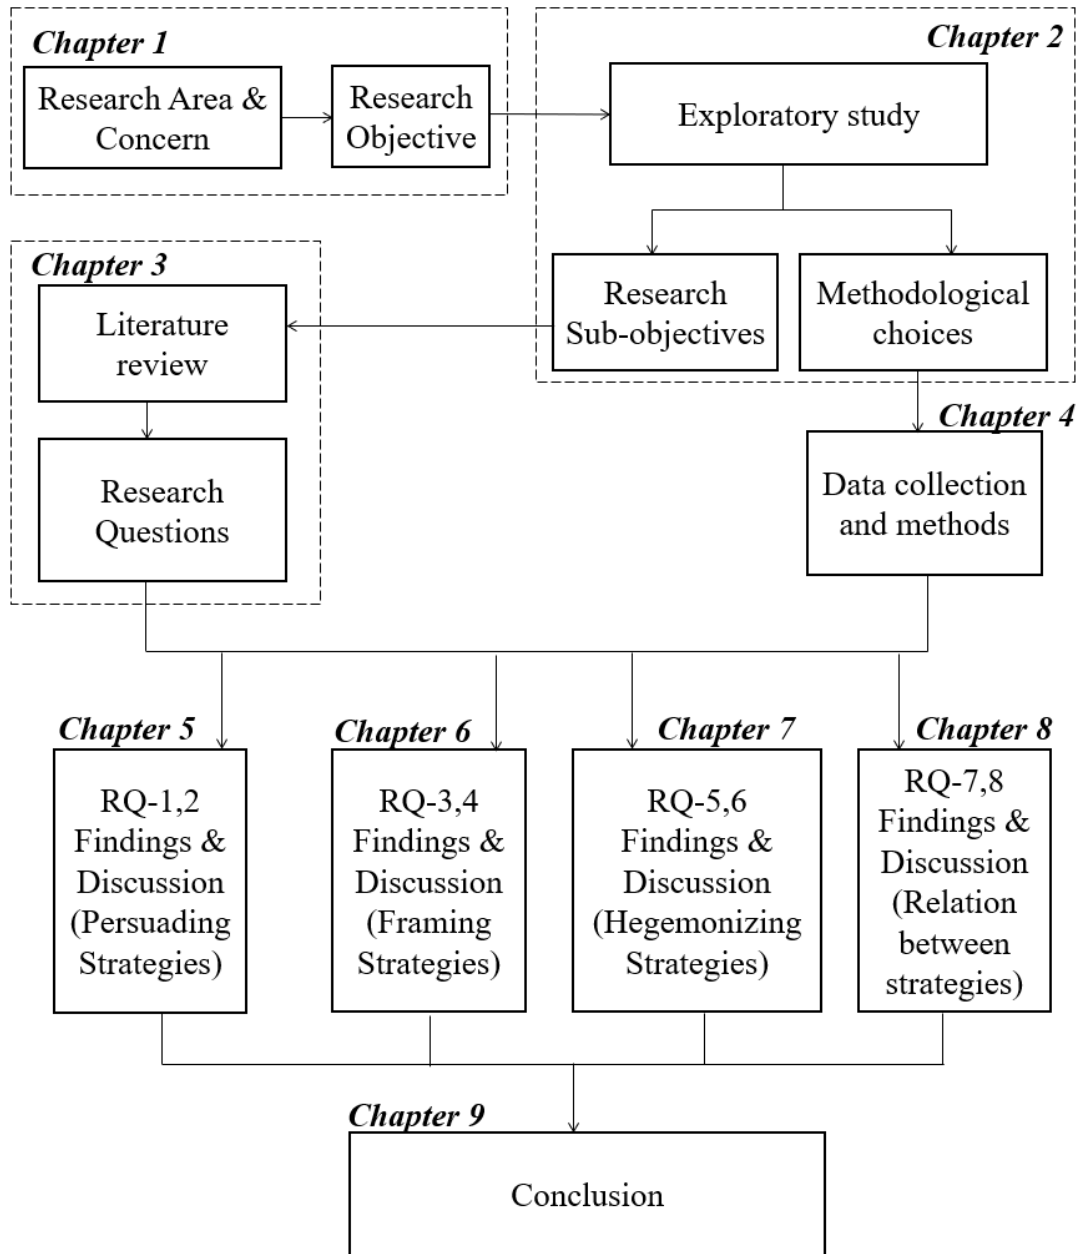 Chapter 1
Research Area &
Concern
Research
Objective
Chapter 2
Exploratory study
Research
Sub-objectives
Methodological
choices
Chapter 3
Literature
review
Research
Questions
Chapter 4
Data collection
and methods
Chapter 5
RQ-1,2
Findings &
Discussion
(Persuading
Strategies)
Chapter 6
RQ-3,4
Findings &
Discussion
(Framing
Strategies)
Chapter 7
RQ-5,6
Findings &
Discussion
(Hegemonizing
Strategies)
Chapter 8
RQ-7,8
Findings &
Discussion
(Relation
between
strategies)
Chapter 9
Conclusion